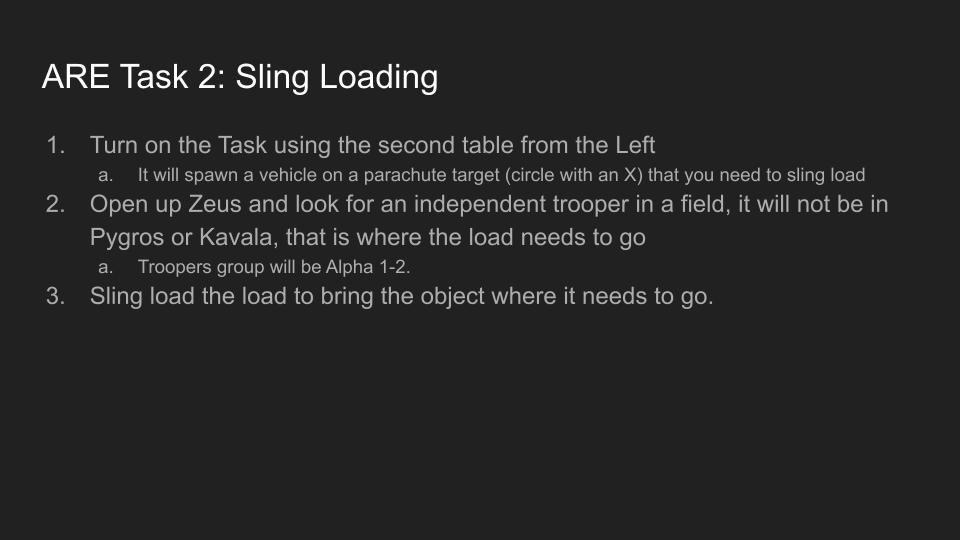 ARE Task 2: Sling Loading
1. Turn on the Task using the second table from the Left
a. It will spawn a vehicle on a parachute target (circle with an X) that you need to sling load
2. Open up Zeus and look for an independent trooper in a field, it will not be in
Pygros or Kavala, that is where the load needs to go
a. Troopers group will be Alpha 1-2.
3. Sling load the load to bring the object where it needs to go.